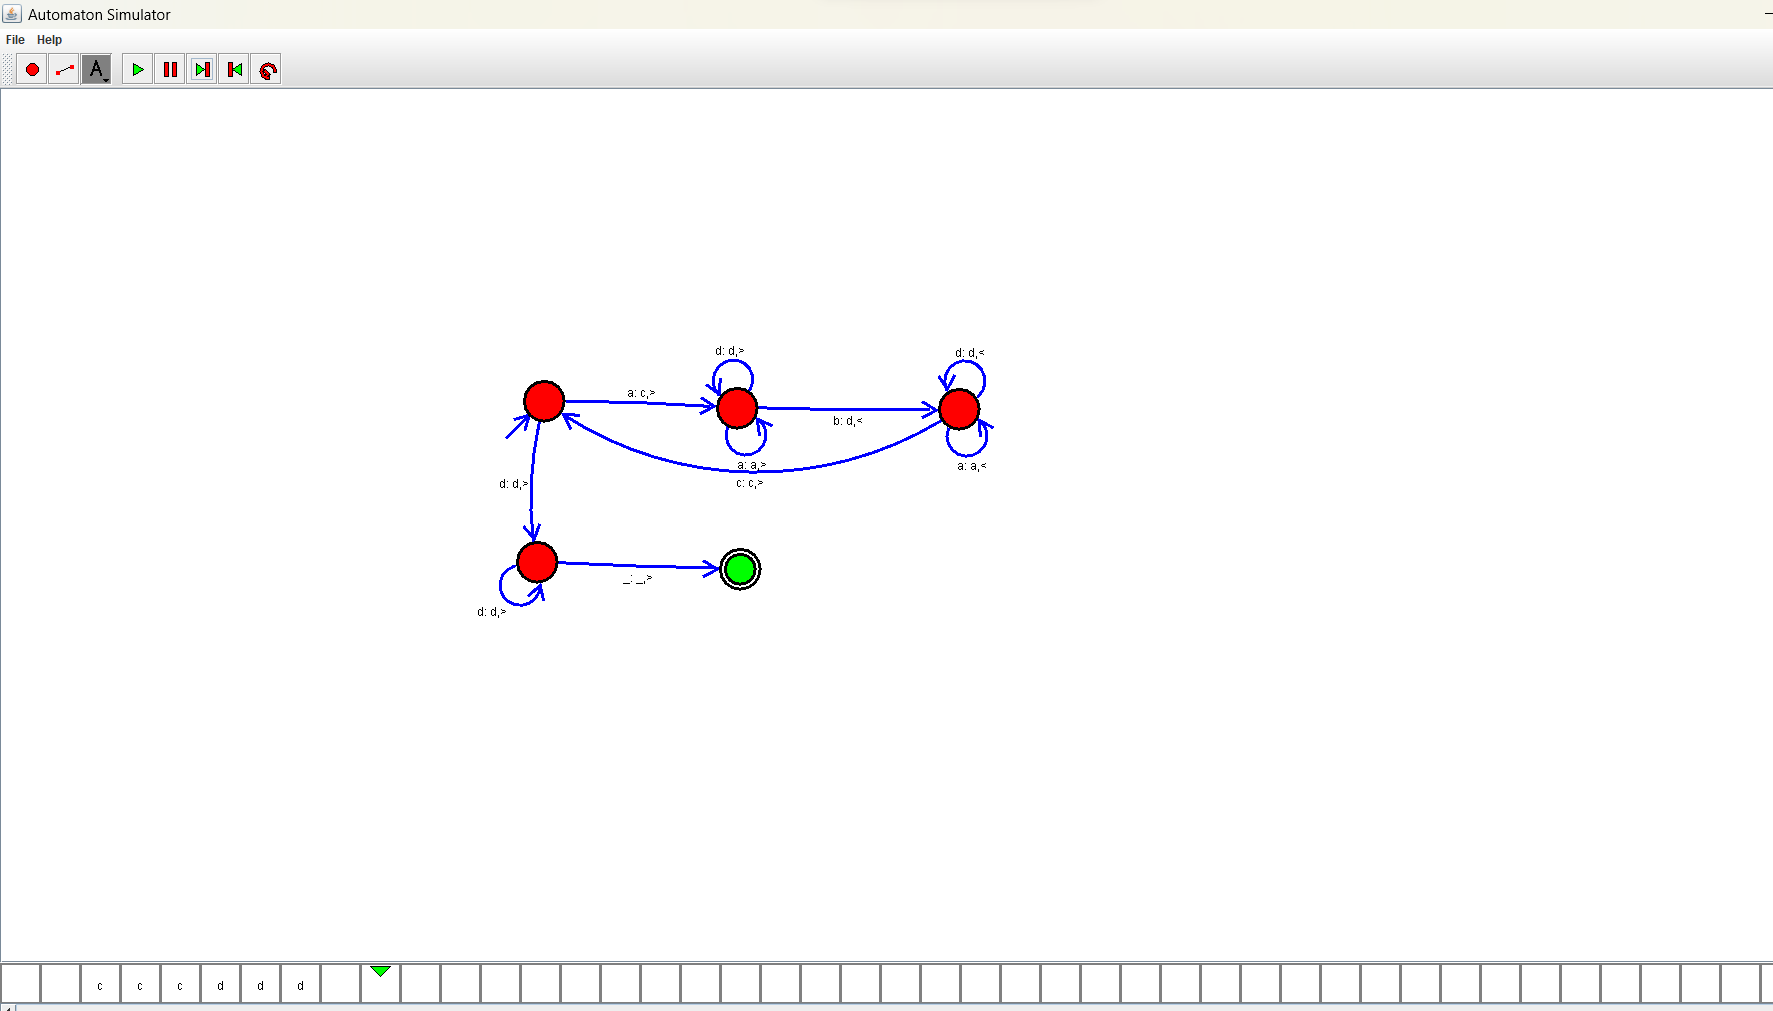 Automaton Simulator
File Help
A
d: d,>
d: d,<
a: c,>
b: d,<
a: a,>
a: a,<
c: c,>
d: d,>
_: _,>
d: d,>
c c c d d d